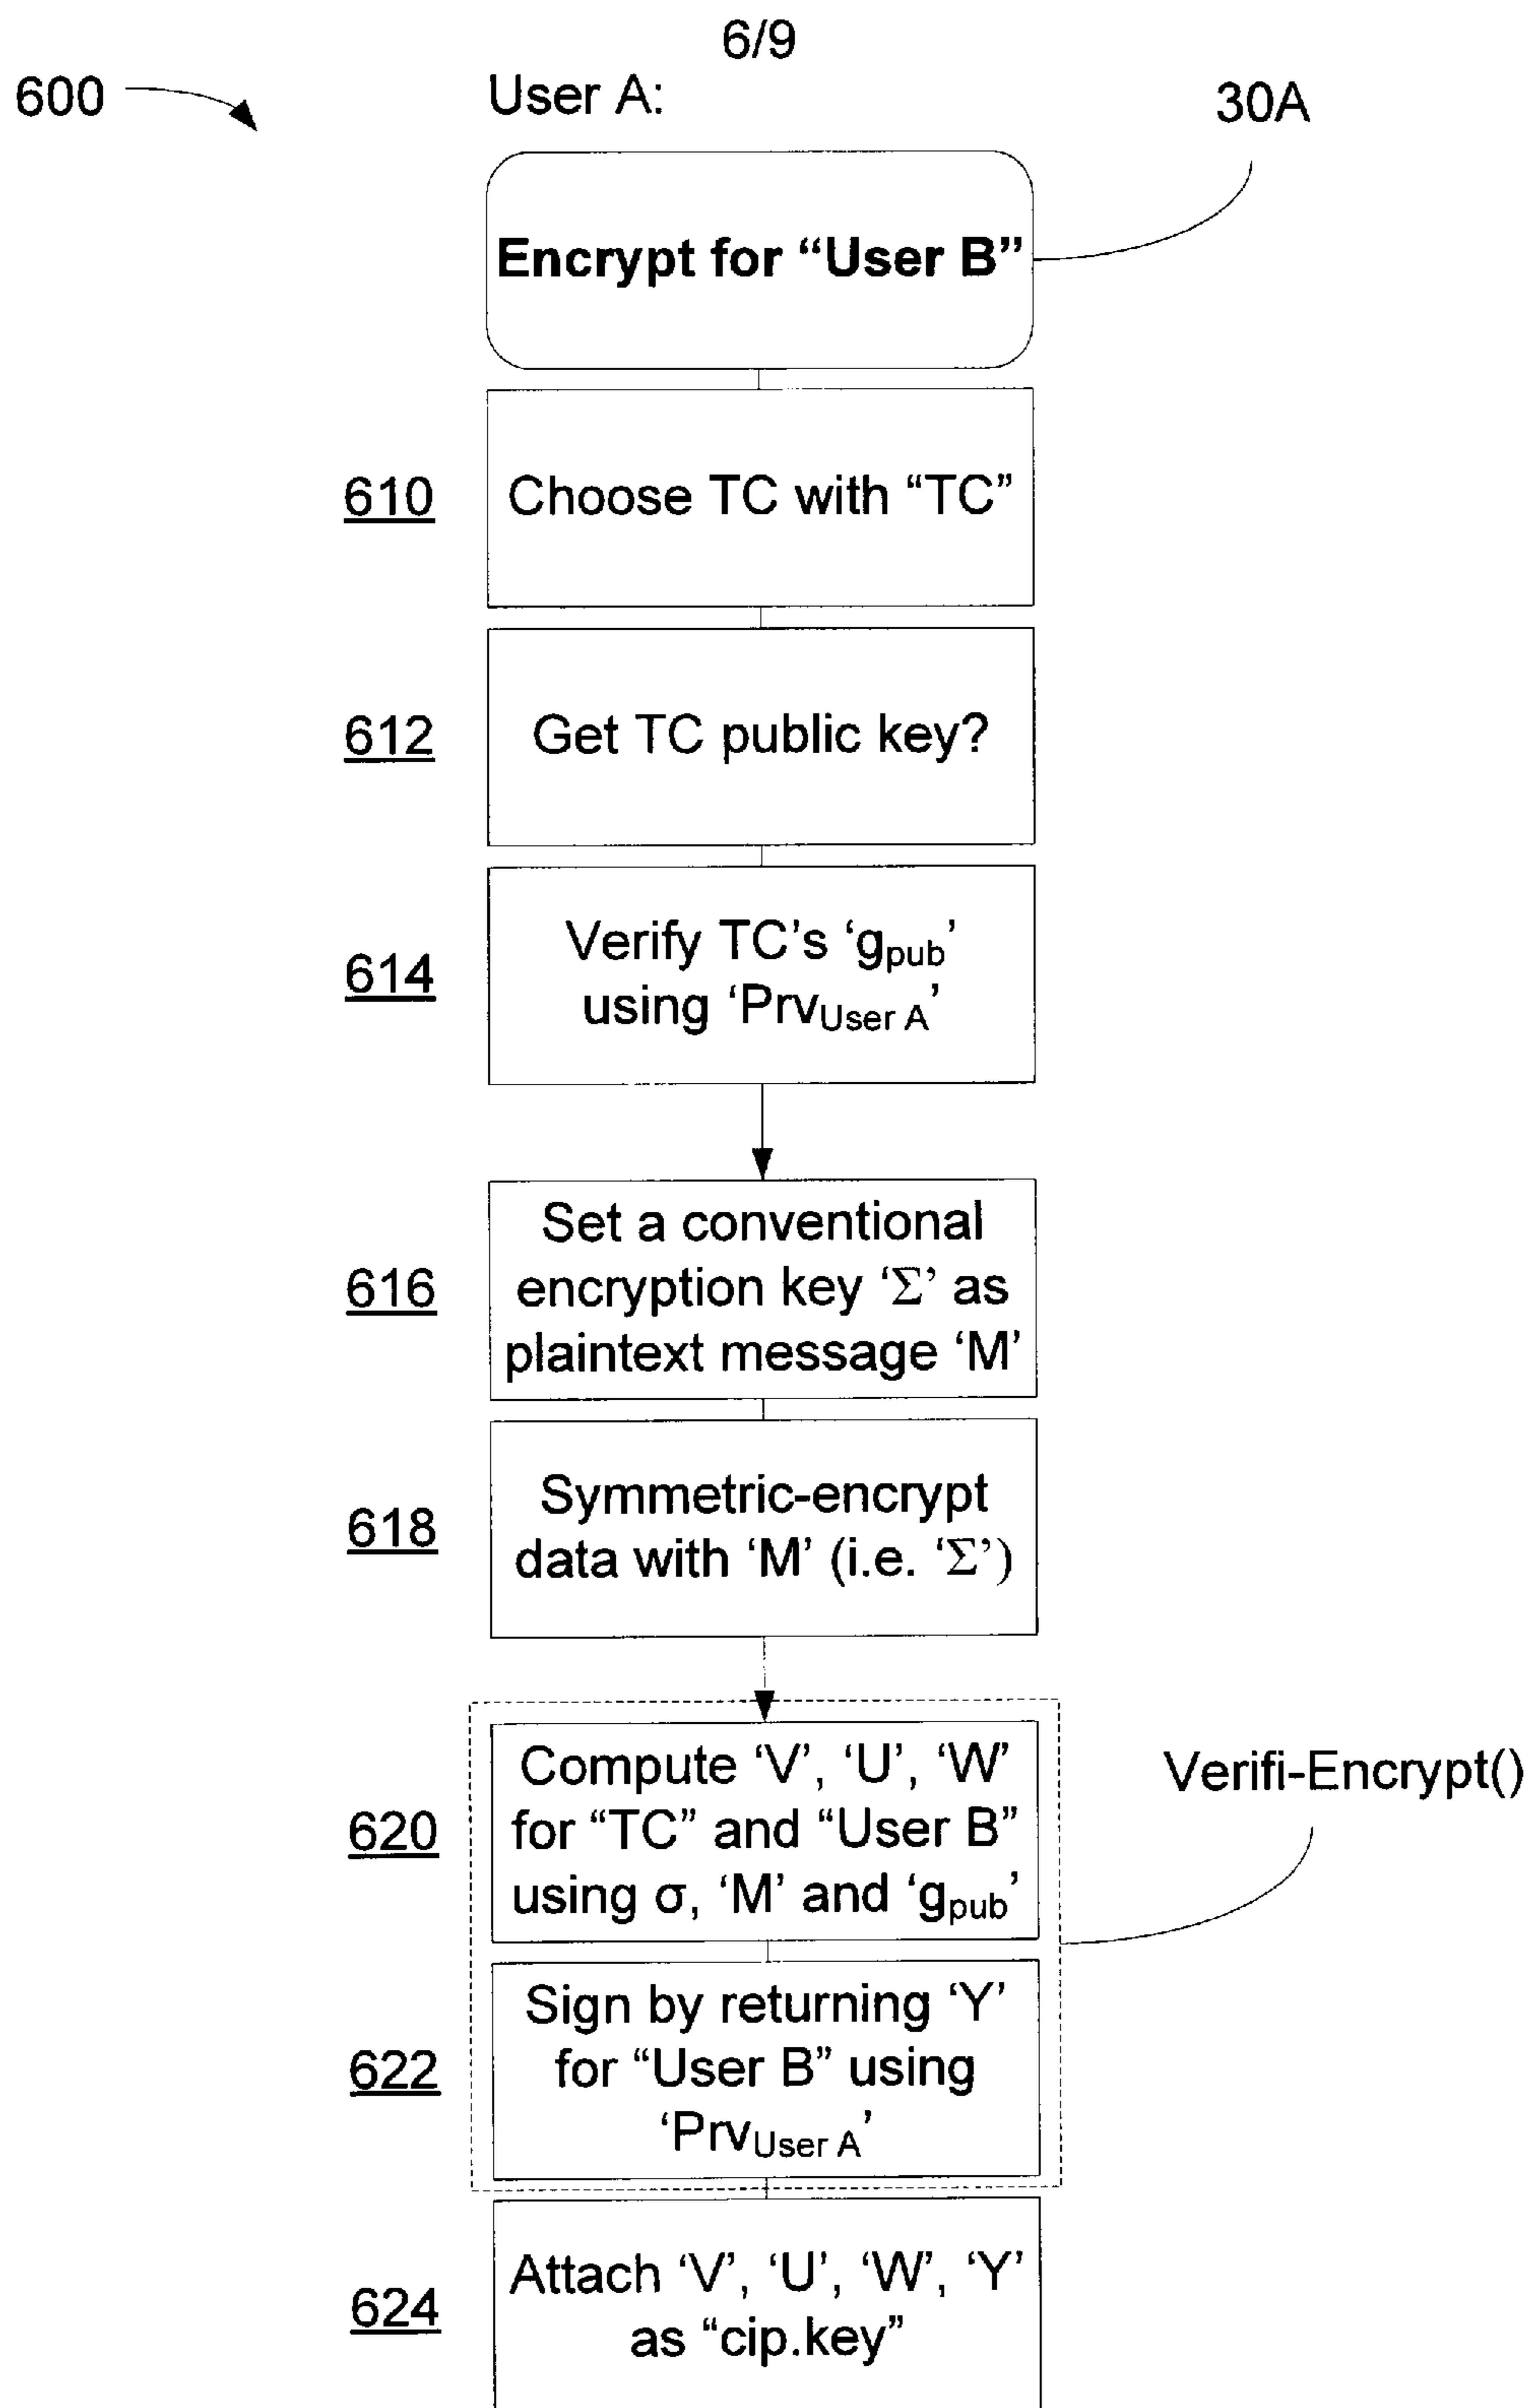 6/9
600
User A:
30A
Encrypt for “User B”
610
Choose TC with “TC”
612
Get TC public key?
614
Verify TC’s ‘gpub’
using ‘PrvUser A’
616
Set a conventional
encryption key ‘Σ’ as
plaintext message ‘M’
618
Symmetric-encrypt
data with ‘M’ (i.e. ‘Σ’)
620
Compute ‘V’, ‘U’, ‘W’
for “TC” and “User B”
using σ, ‘M’ and ‘gpub’
Verifi-Encrypt()
622
Sign by returning ‘Y’
for “User B” using
‘PrvUser A’
624
Attach ‘V’, ‘U’, ‘W’, ‘Y’
as “cip.key”